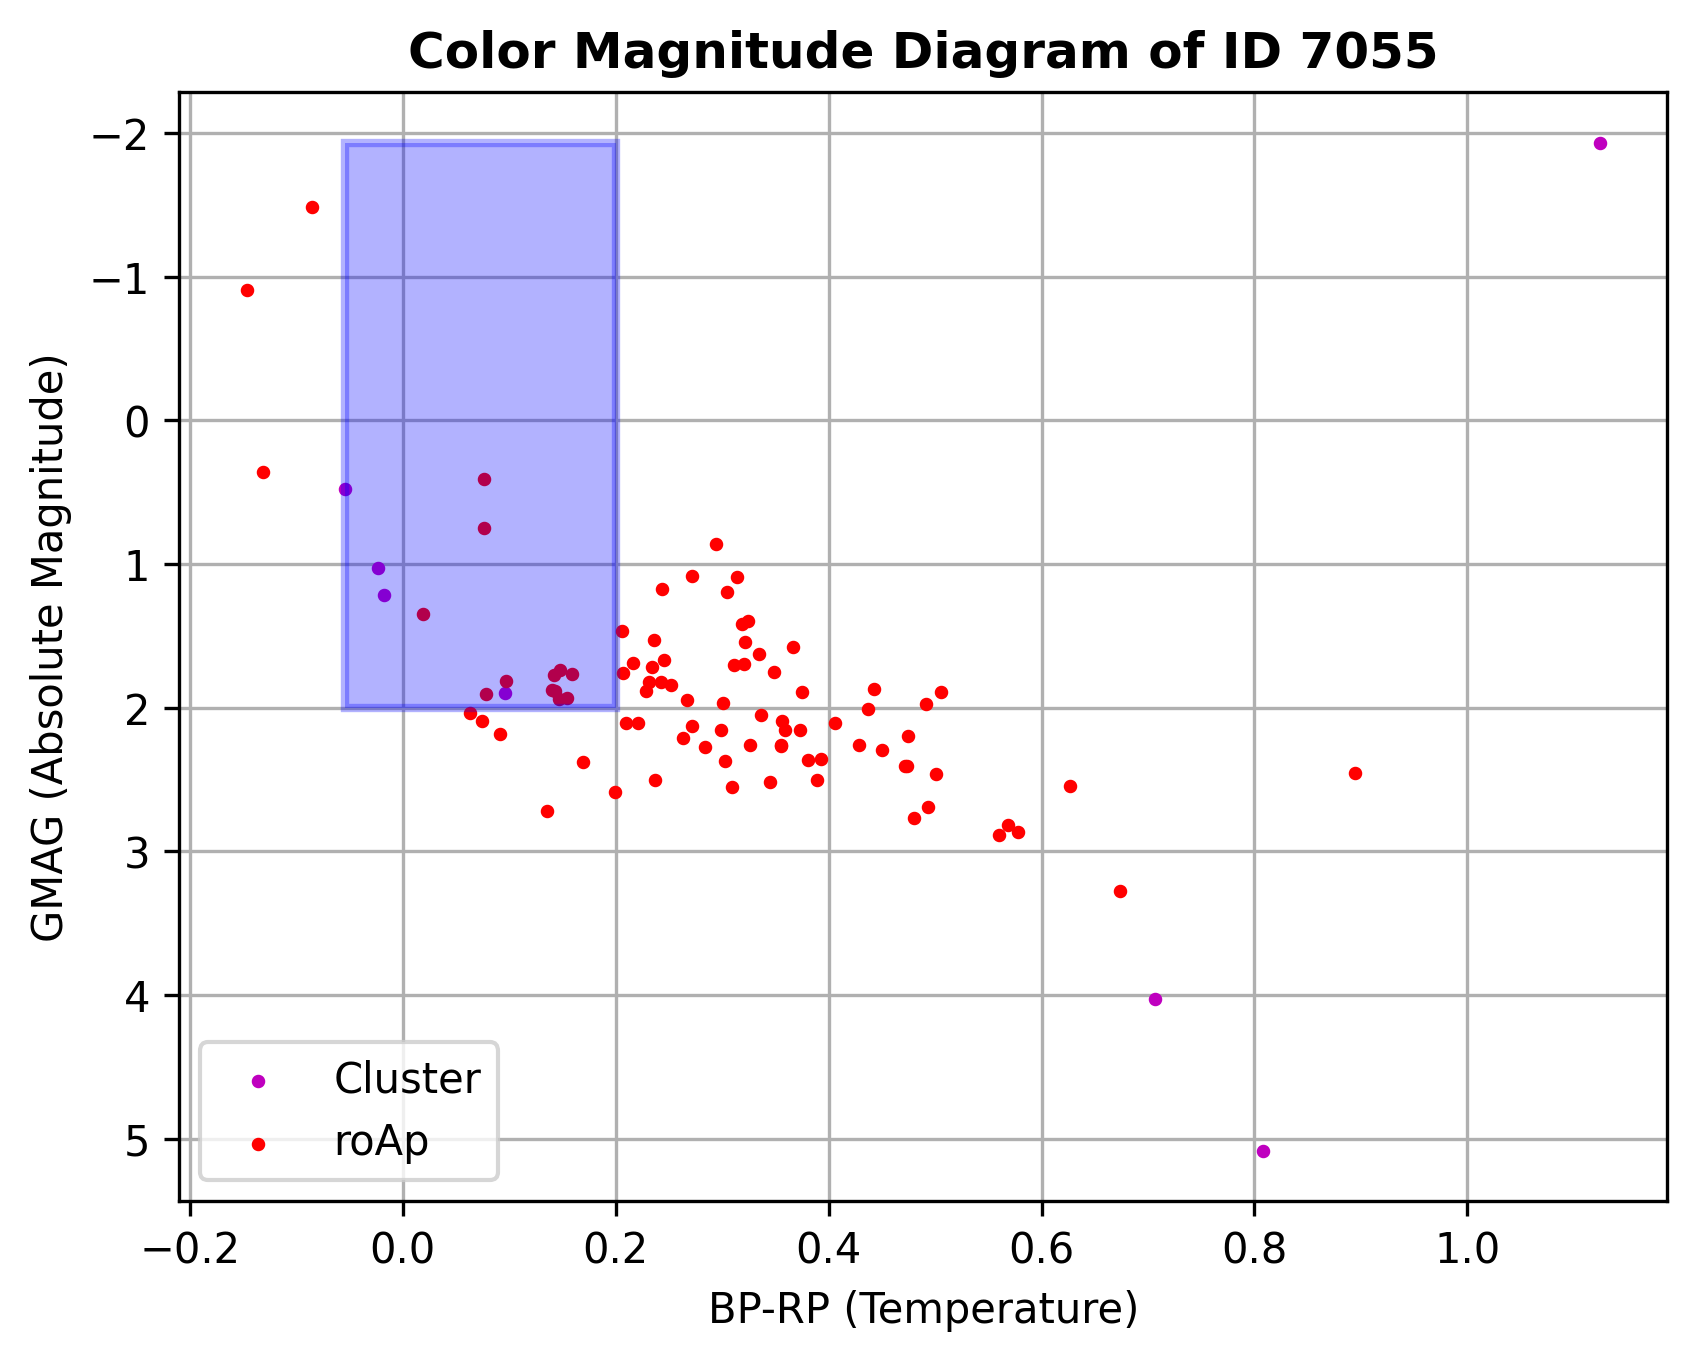 Color Magnitude Diagram of ID 7055
GMAG (Absolute Magnitude)
−2
−1
0
1
2
3
4
5
Cluster
roAp
−0.2 0.0 0.2 0.4 0.6 0.8 1.0
BP-RP (Temperature)